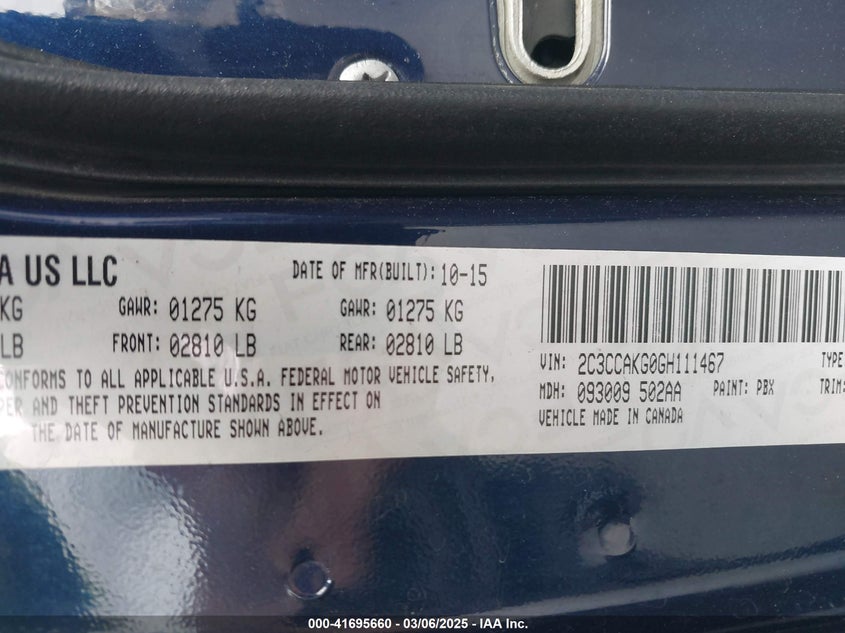 A US LLC
DATE OF MFR(BUILT): 10-15
KG GAWR: 01275 KG GAWR: 01275 KG
LB FRONT: 02810 LB REAR: 02810 LB
CONFORMS TO ALL APPLICABLE U.S.A. FEDERAL MOTOR VEHICLE SAFETY,
PER AND THEFT PREVENTION STANDARDS IN EFFECT ON
THE DATE OF MANUFACTURE SHOWN ABOVE.
VIN: 2C3CCAKG0GH111467 TYPE
MDH: 093009 502AA PAINT: PBX TRIM:
VEHICLE MADE IN CANADA
000-41695660 - 03/06/2025 - IAA Inc.